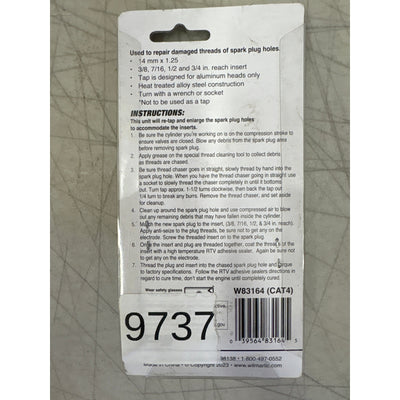 Used to repair damaged threads of spark plug holes.
• 14 mm x 1.25
• 3/8, 7/16, 1/2 and 3/4 in. reach insert
• Tap is designed for aluminum heads only
• Heat treated alloy steel construction
• Turn with a wrench or socket
*Not to be used as a tap
INSTRUCTIONS:
This unit will re-tap and enlarge the spark plug holes
to accommodate the inserts.
1. Be sure the cylinder you're working on is on the compression stroke to
ensure valves are closed. Blow any debris from the spark plug area
before removing spark plug.
2. Apply grease on the special thread cleaning tool to collect debris
as threads are chased.
3. Be sure thread chaser goes in straight, slowly thread by hand into the
spark plug hole. When you have the thread chaser going in straight use
a socket to slowly thread the chaser completely in until it bottoms
out. Turn tape approx. 1-1/2 turns clockwise, then back the tap out
1/4 turn to break any burrs. Remove the thread chaser, and set aside
for cleanup.
4. Clean up around the spark plug hole and use compressed air to blow
out any remaining debris that may have fallen inside the cylinder.
5. Match the new spark plug to the insert, (3/8, 7/16, 1/2, & 3/4 in. reach).
Apply anti-seize to the plug threads, be sure not to get any on the
electrode. Screw the threaded insert on to the spark plug.
6. Once the insert and plug are threaded together, coat the threads of the
insert with a high temperature RTV adhesive sealant. Be sure not to get any on
the electrode.
7. Thread the plug and insert into the chased spark plug hole and torque
to factory specifications. Follow the RTV adhesive sealers directions in
regard to cure time, don't start the engine until cured completely.
Wear safety glasses
W83164 (CAT4)
9737
.gov
0 39564 83164 5
98138 • 1-800-497-0552
Made in China • © Copyright 2023 • www.wilmarllc.com